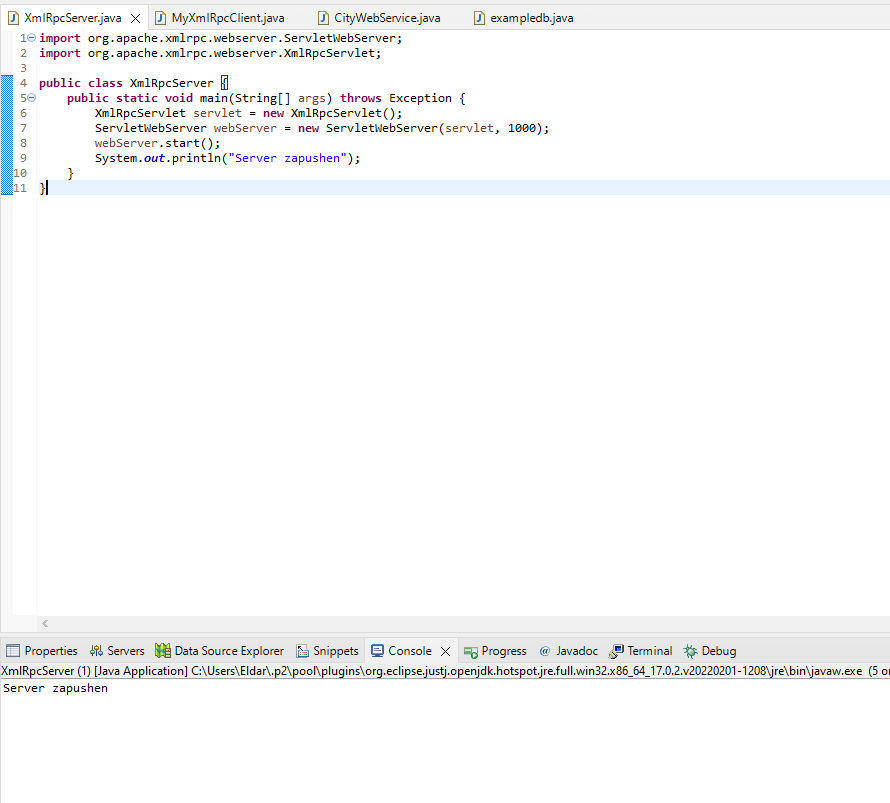 XmlRpcServer.java MyXmlRpcClient.java CityWebService.java exampledb.java
1 import org.apache.xmlrpc.webserver.ServletWebServer;
2 import org.apache.xmlrpc.webserver.XmlRpcServlet;
3
4 public class XmlRpcServer {
5 public static void main(String[] args) throws Exception {
6 XmlRpcServlet servlet = new XmlRpcServlet();
7 ServletWebServer webServer = new ServletWebServer(servlet, 1000);
8 webServer.start();
9 System.out.println("Server zapushen");
10 }
11 }
Properties Servers Data Source Explorer Snippets Console Progress Javadoc Terminal Debug
XmlRpcServer (1) [Java Application] C:\Users\Eldar\.p2\pool\plugins\org.eclipse.justj.openjdk.hotspot.jre.full.win32.x86_64_17.0.2.v20220201-1208\jre\bin\javaw.exe (5 
Server zapushen